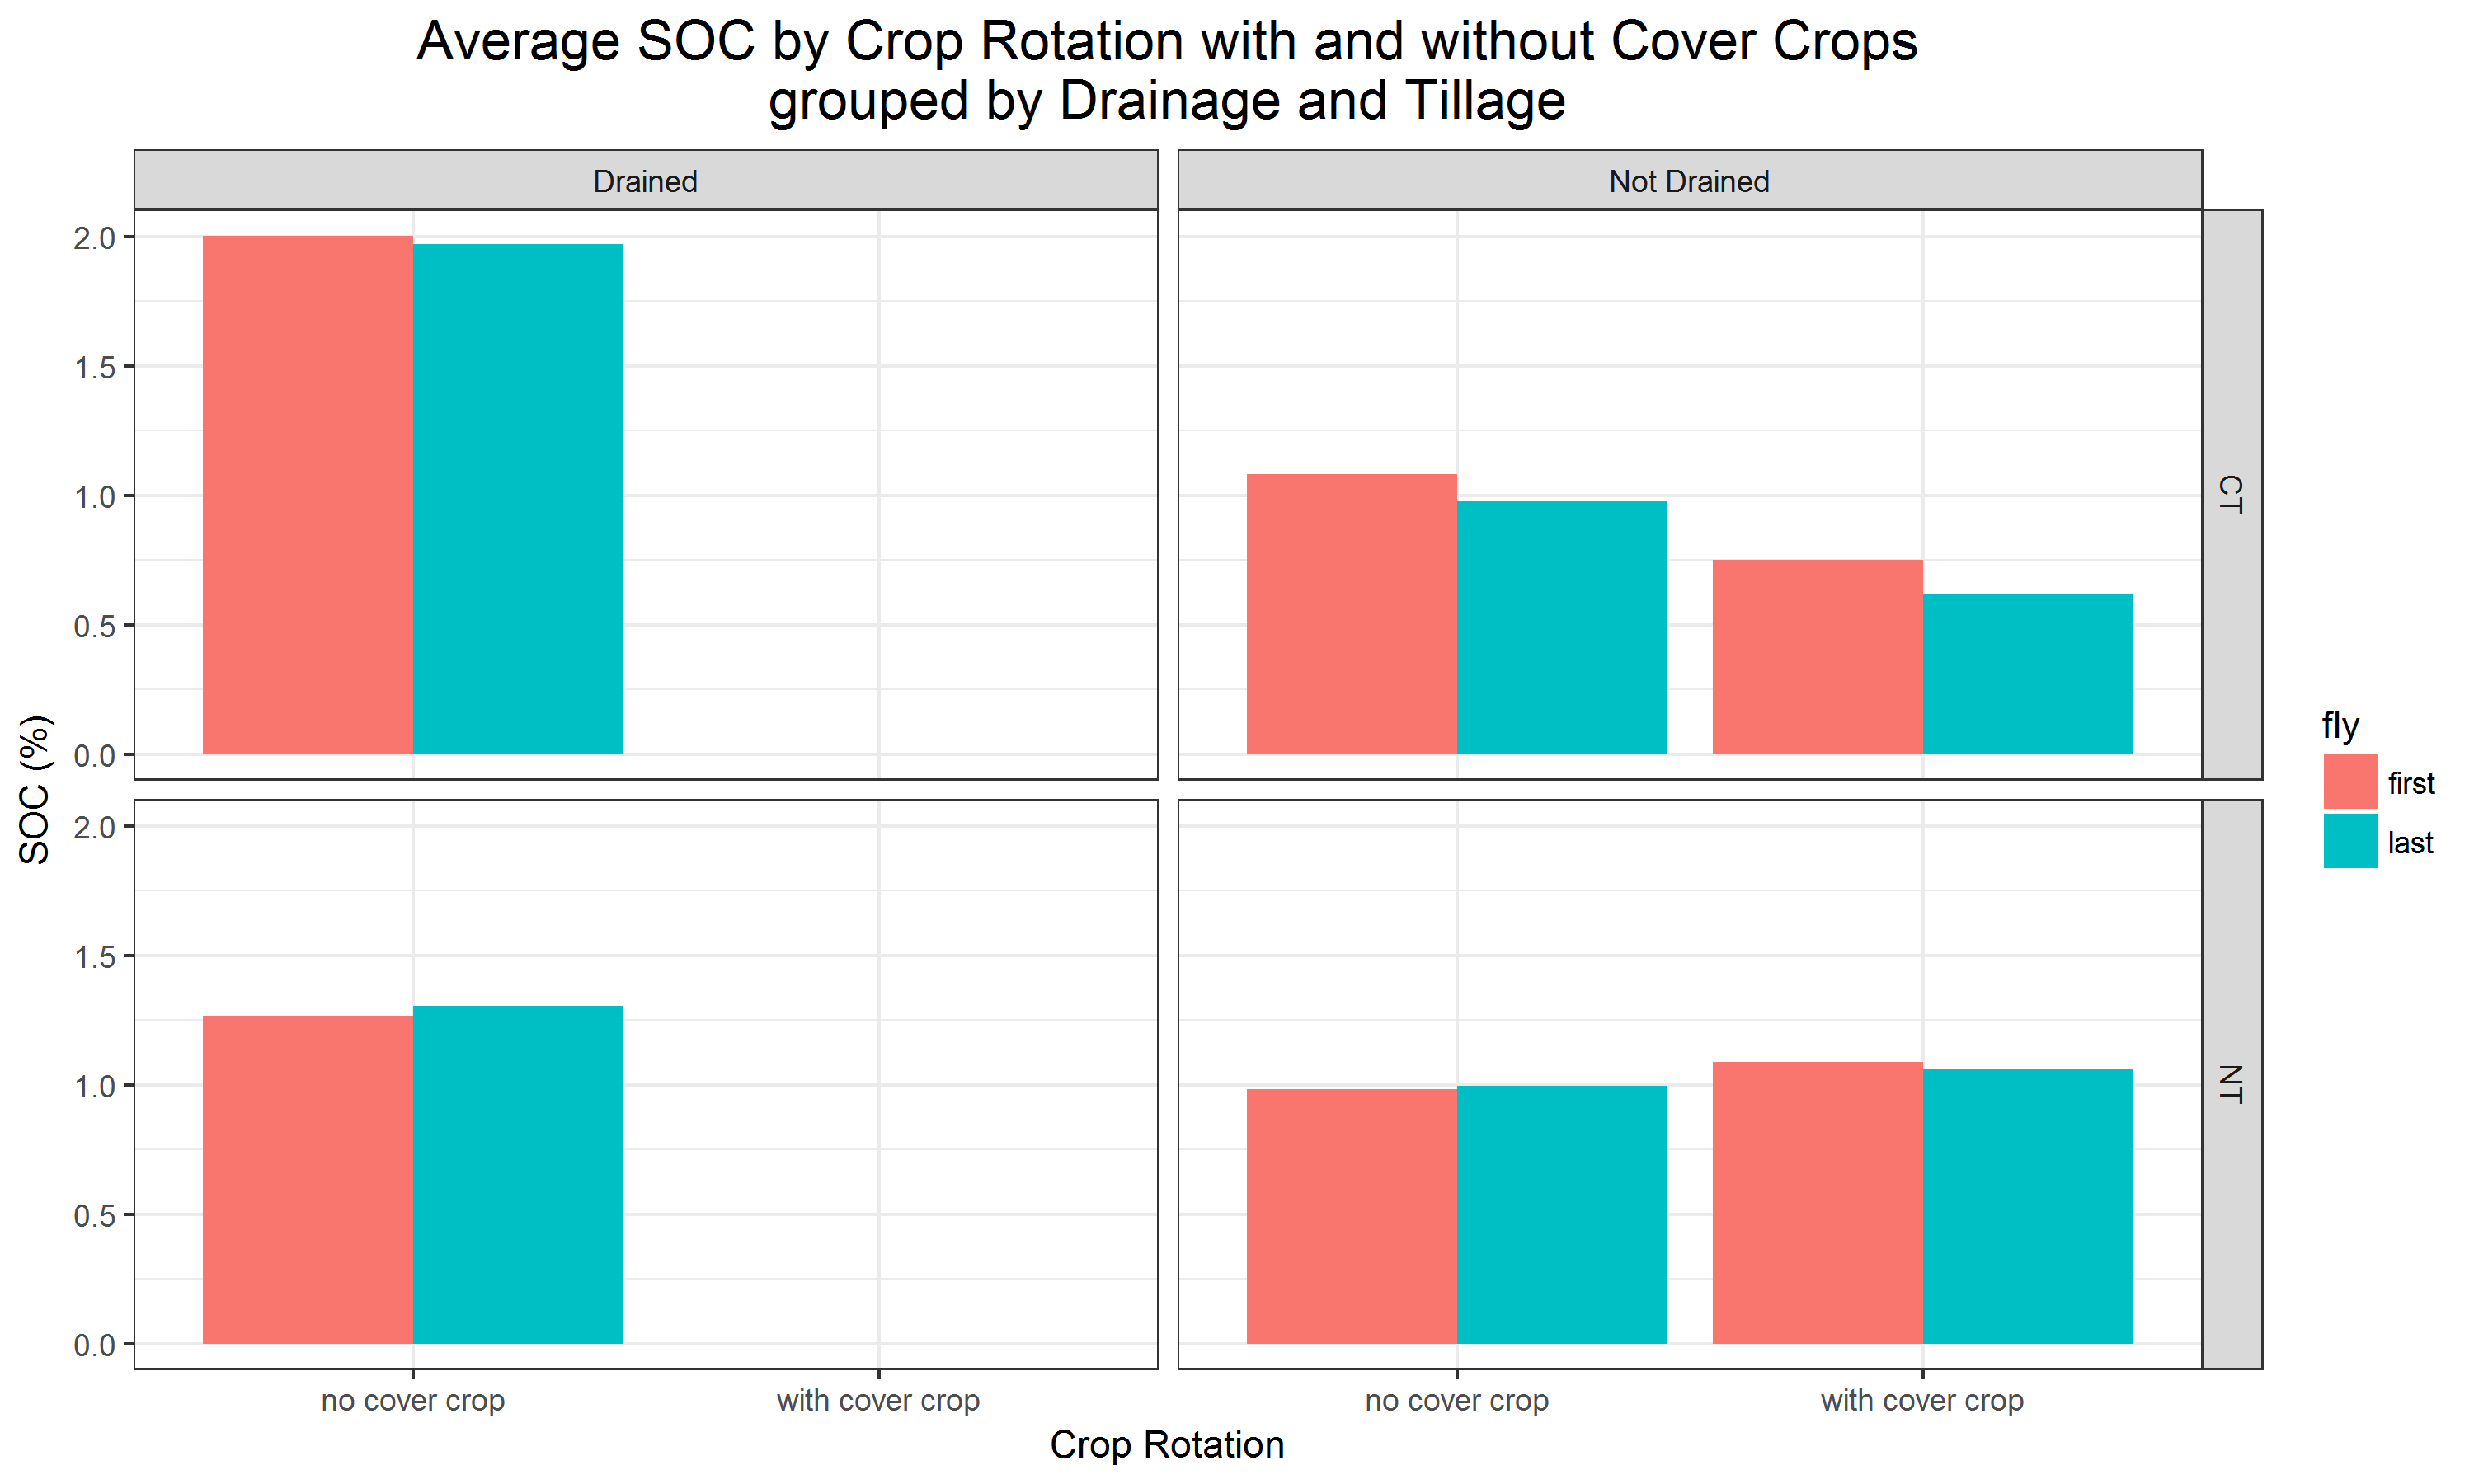 Average SOC by Crop Rotation with and without Cover Crops
grouped by Drainage and Tillage
Drained
Not Drained
2.0
1.5
1.0
0.5
0.0
CT
SOC (%)
2.0
1.5
1.0
0.5
0.0
NT
fly
first
last
no cover crop
with cover crop
no cover crop
with cover crop
Crop Rotation